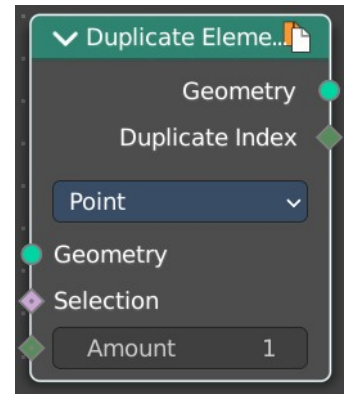 Duplicate Eleme...
Geometry
Duplicate Index
Point
Geometry
Selection
Amount 1